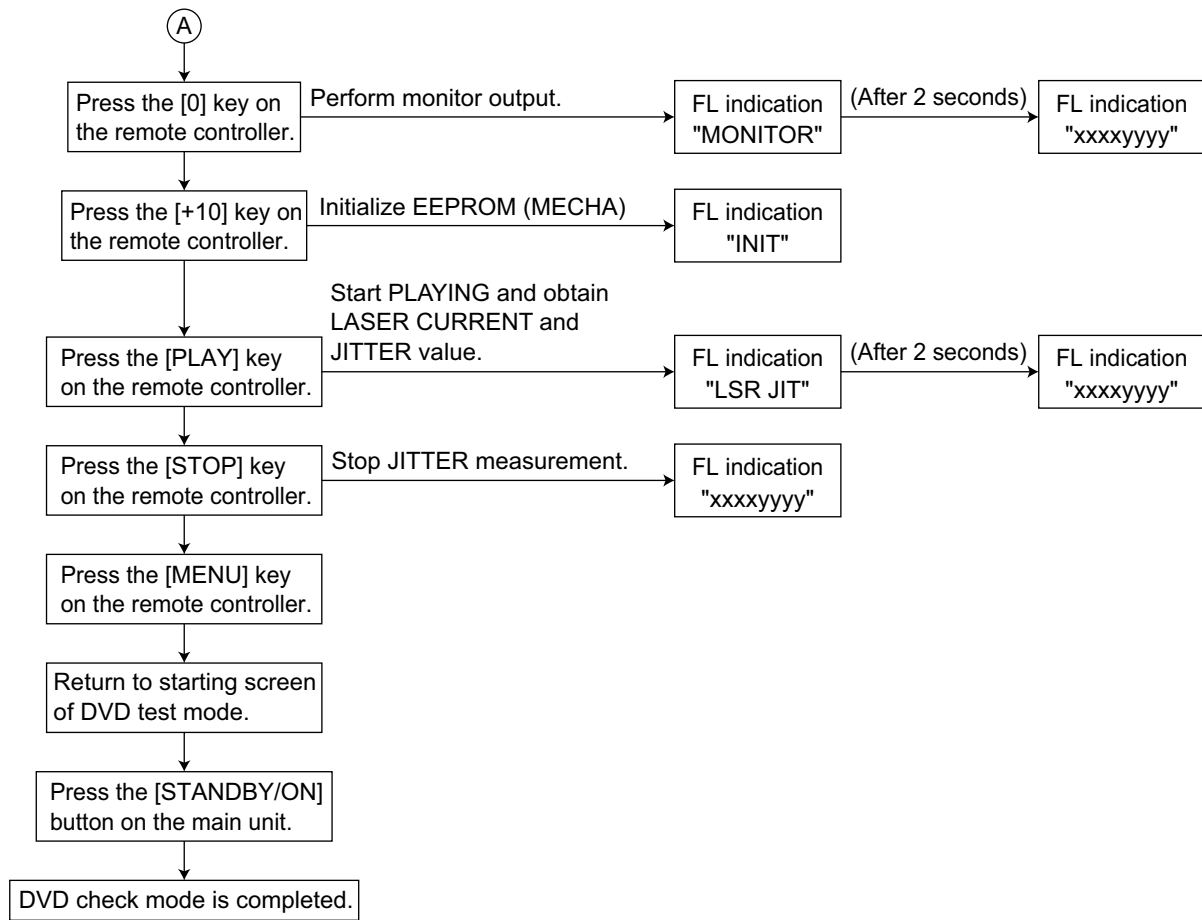 A
Press the [0] key on
the remote controller.
Perform monitor output.
FL indication
"MONITOR"
(After 2 seconds)
FL indication
"xxxxyyyy"
Press the [+10] key on
the remote controller.
Initialize EEPROM (MECHA)
FL indication
"INIT"
Start PLAYING and obtain
LASER CURRENT and
JITTER value.
Press the [PLAY] key
on the remote controller.
FL indication
"LSR JIT"
(After 2 seconds)
FL indication
"xxxxyyyy"
Press the [STOP] key
on the remote controller.
Stop JITTER measurement.
FL indication
"xxxxyyyy"
Press the [MENU] key
on the remote controller.
Return to starting screen
of DVD test mode.
Press the [STANDBY/ON]
button on the main unit.
DVD check mode is completed.